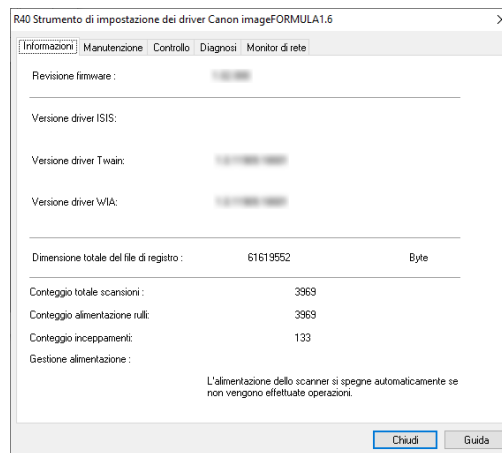 R40 Strumento di impostazione dei driver Canon imageFORMULA1.6
Informazioni Manutenzione Controllo Diagnosi Monitor di rete
Revisione firmware :
Versione driver ISIS:
Versione driver Twain:
Versione driver WIA:
Dimensione totale del file di registro : 61619552 Byte
Conteggio totale scansioni : 3969
Conteggio alimentazione rulli: 3969
Conteggio inceppamenti: 133
Gestione alimentazione :
L'alimentazione dello scanner si spegne automaticamente se
non vengono effettuate operazioni.
Chiudi Guida